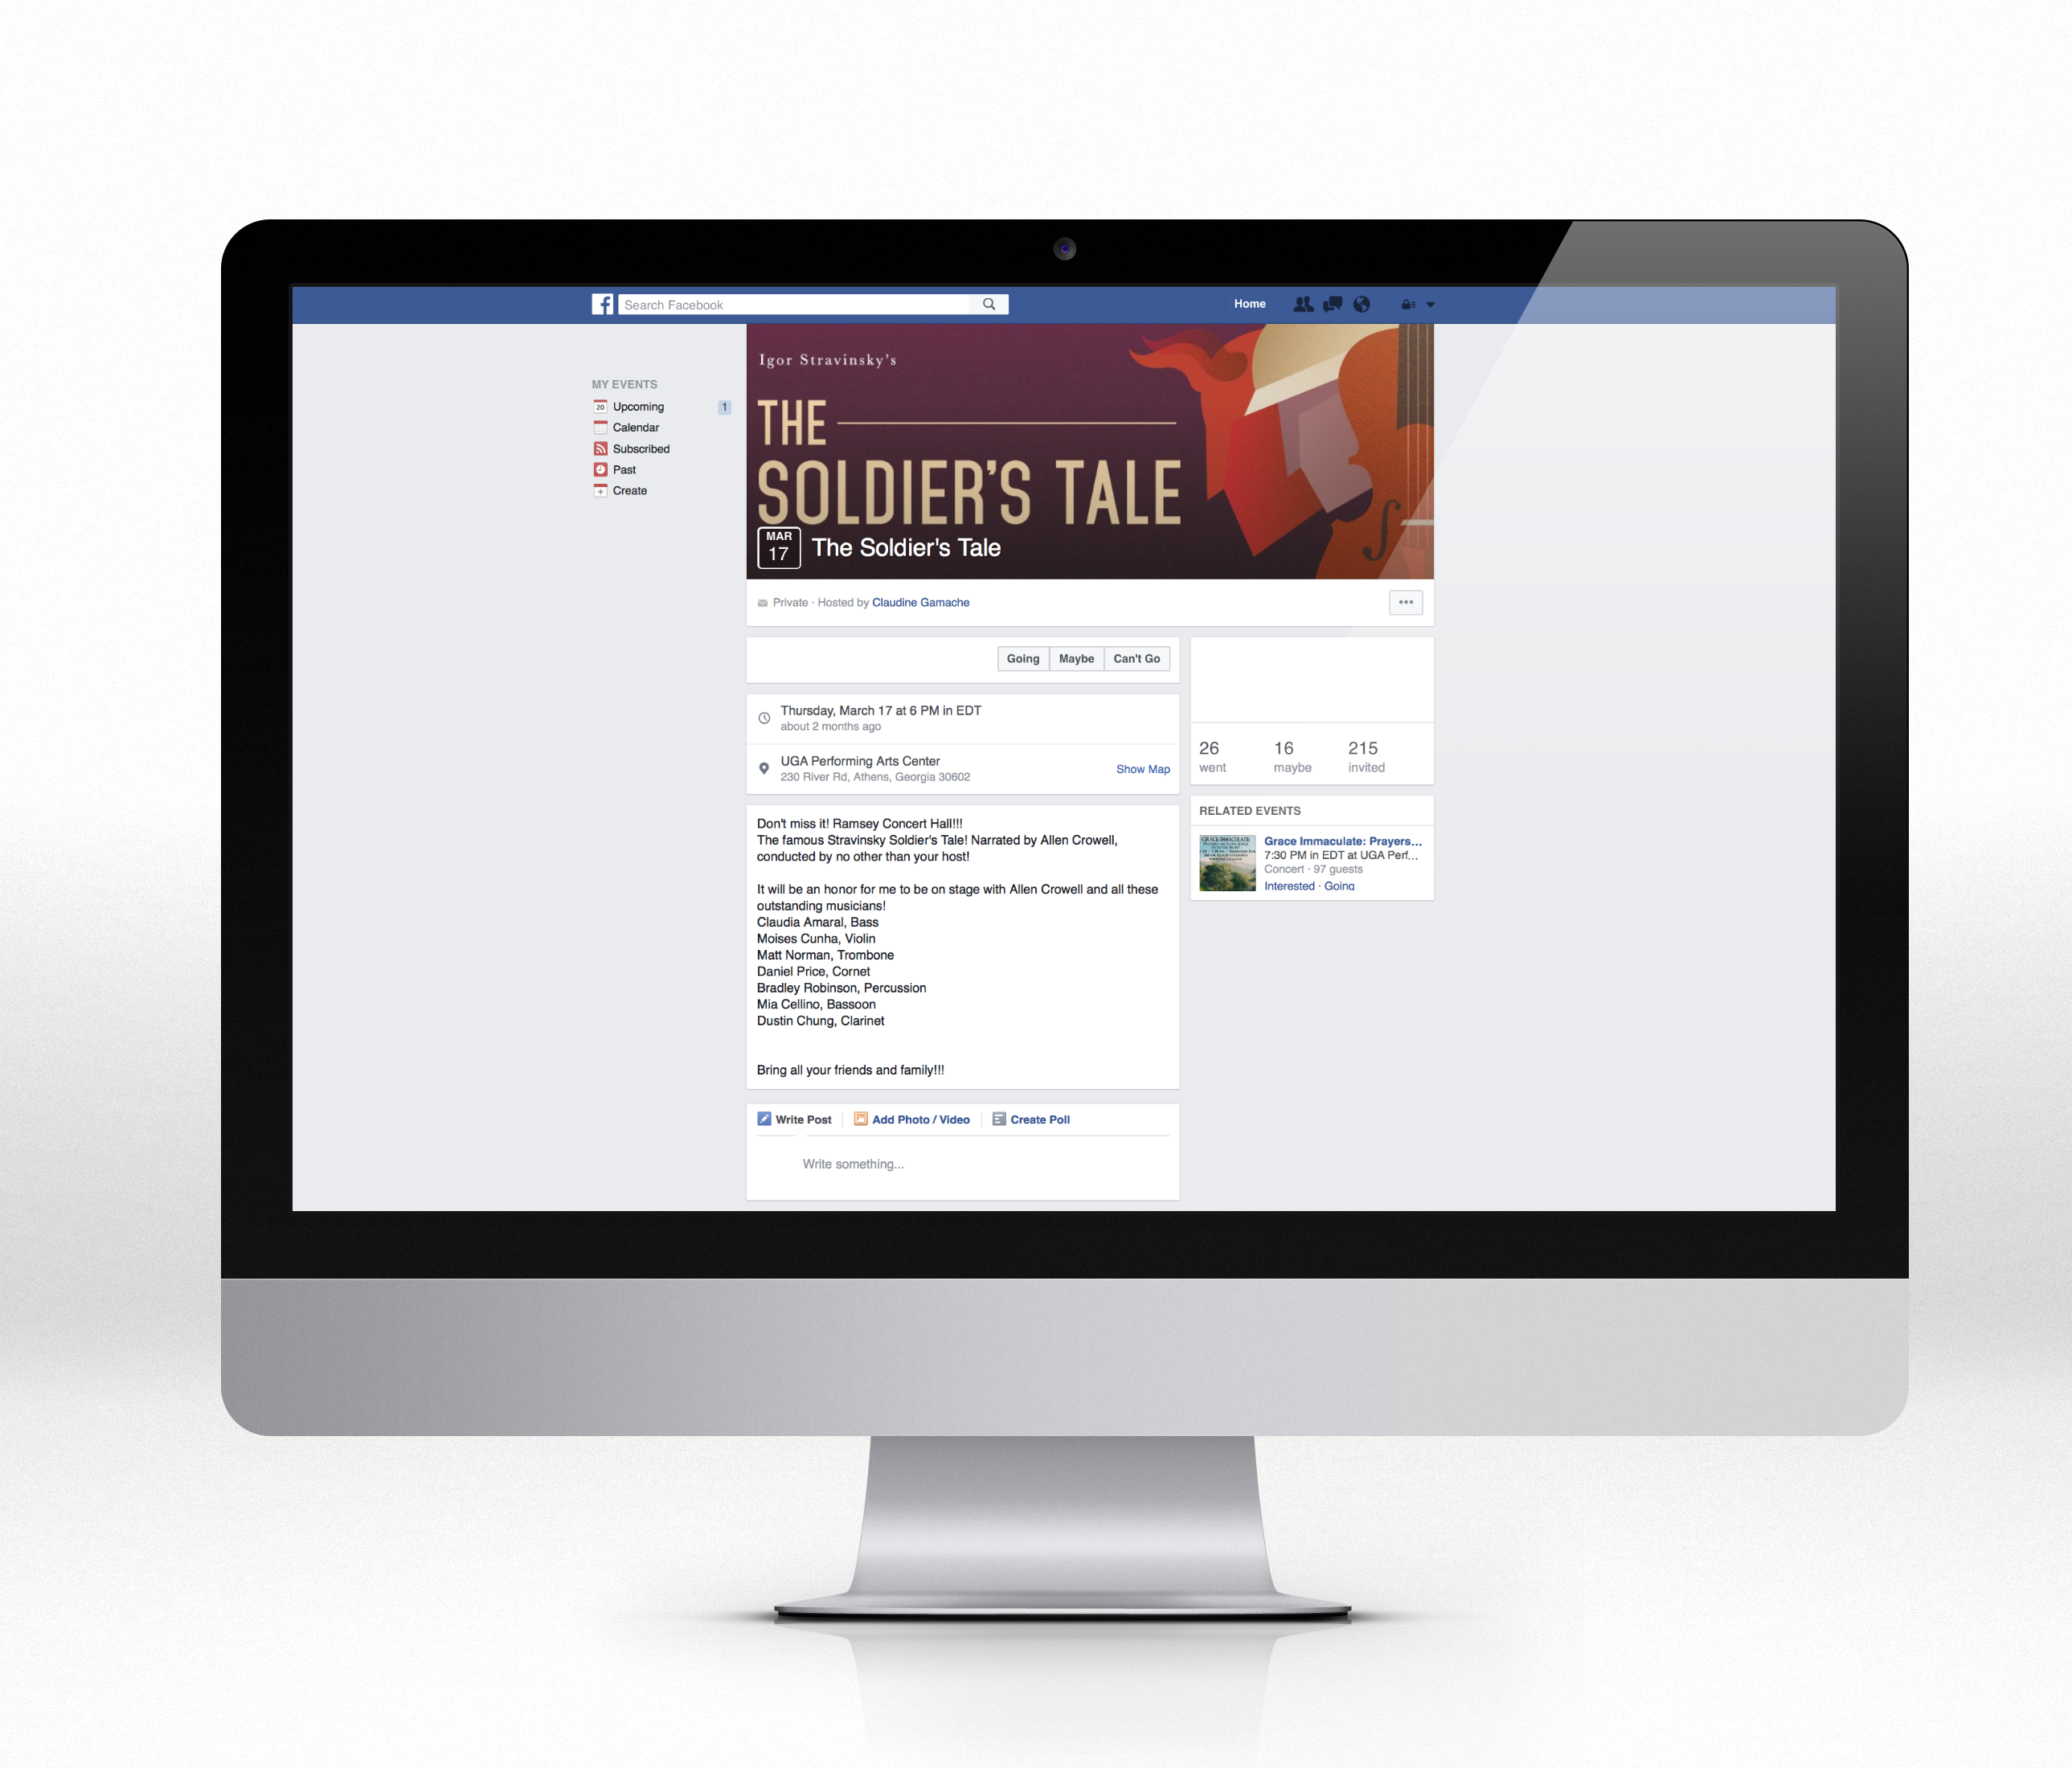 f
Search Facebook
Home
MY EVENTS
20 Upcoming 1
Calendar
Subscribed
Past
+ Create
Igor Stravinsky's
THE
SOLDIER'S TALE
MAR
17
The Soldier's Tale
Private · Hosted by Claudine Gamache
Going Maybe Can't Go
Thursday, March 17 at 6 PM in EDT
about 2 months ago
UGA Performing Arts Center
230 River Rd, Athens, Georgia 30602
Show Map
Don't miss it! Ramsey Concert Hall!!!
The famous Stravinsky Soldier's Tale! Narrated by Allen Crowell,
conducted by no other than your host!
It will be an honor for me to be on stage with Allen Crowell and all these
outstanding musicians!
Claudia Amaral, Bass
Moises Cunha, Violin
Matt Norman, Trombone
Daniel Price, Cornet
Bradley Robinson, Percussion
Mia Cellino, Bassoon
Dustin Chung, Clarinet
Bring all your friends and family!!!
Write Post Add Photo / Video Create Poll
Write something...
26 16 215
went maybe invited
RELATED EVENTS
GRACE IMMACULATE:
Grace Immaculate: Prayers...
7:30 PM in EDT at UGA Perf...
Concert · 97 guests
Interested · Going